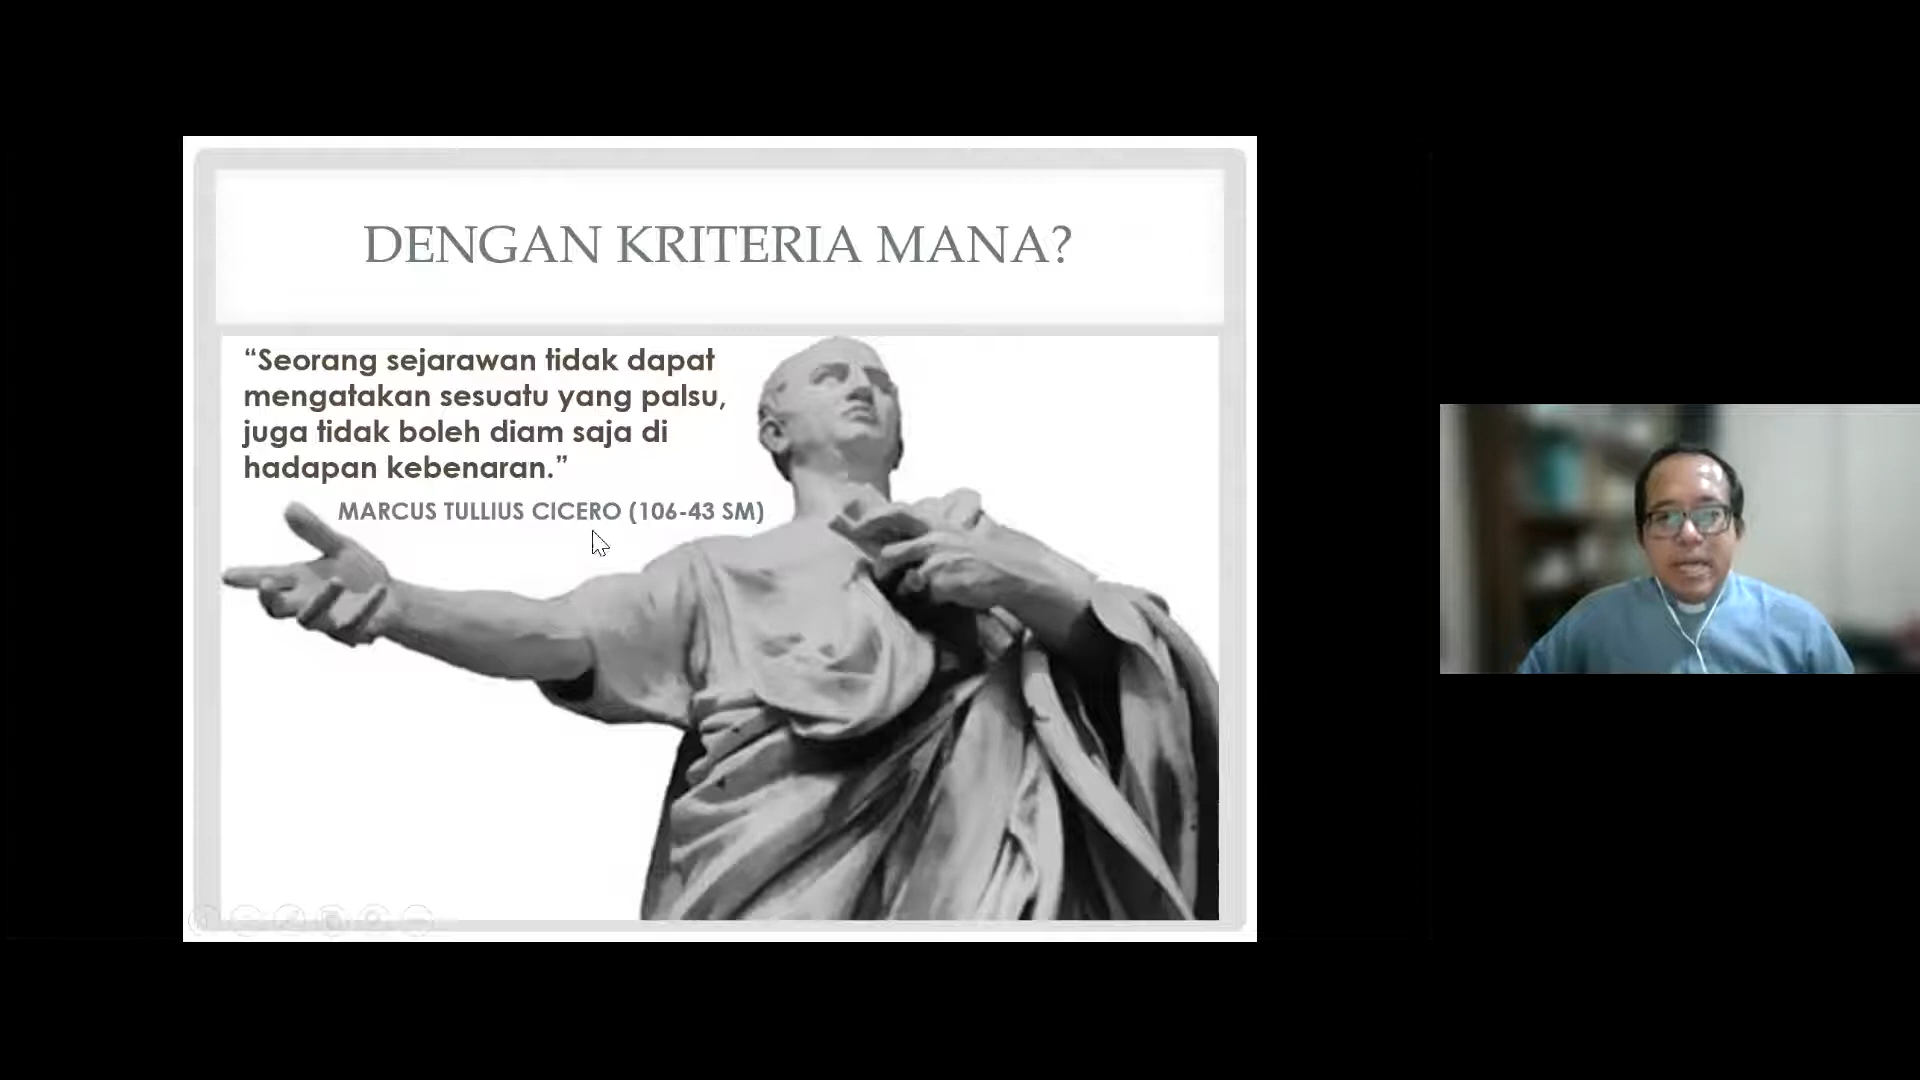 DENGAN KRITERIA MANA?
“Seorang sejarawan tidak dapat
mengatakan sesuatu yang palsu,
juga tidak boleh diam saja di
hadapan kebenaran.”
MARCUS TULLIUS CICERO (106-43 SM)